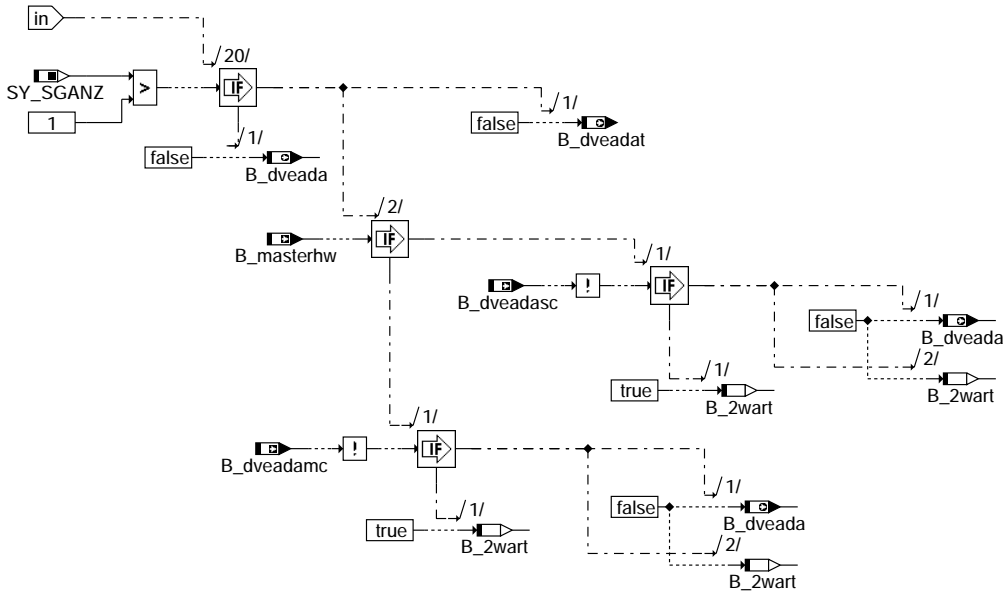 in
/20/
SY_SGANZ
>
IF
1
/1/
false
B_dveadat
/1/
false
B_dveada
/2/
B_masterhw
IF
/1/
B_dveadasc
!
IF
/1/
false
B_dveada
/2/
B_2wart
/1/
true
B_2wart
/1/
B_dveadamc
!
IF
/1/
false
B_dveada
/1/
true
B_2wart
/2/
B_2wart